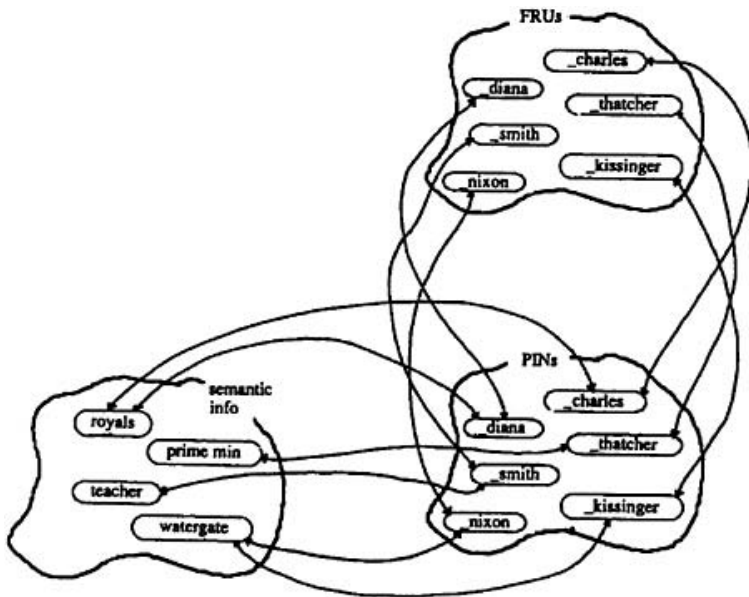 FRUs
_charles
_diana
_thatcher
_smith
_kissinger
_nixon
semantic
info
royals
prime min
teacher
watergate
PINs
_charles
_diana
_thatcher
_smith
_kissinger
_nixon